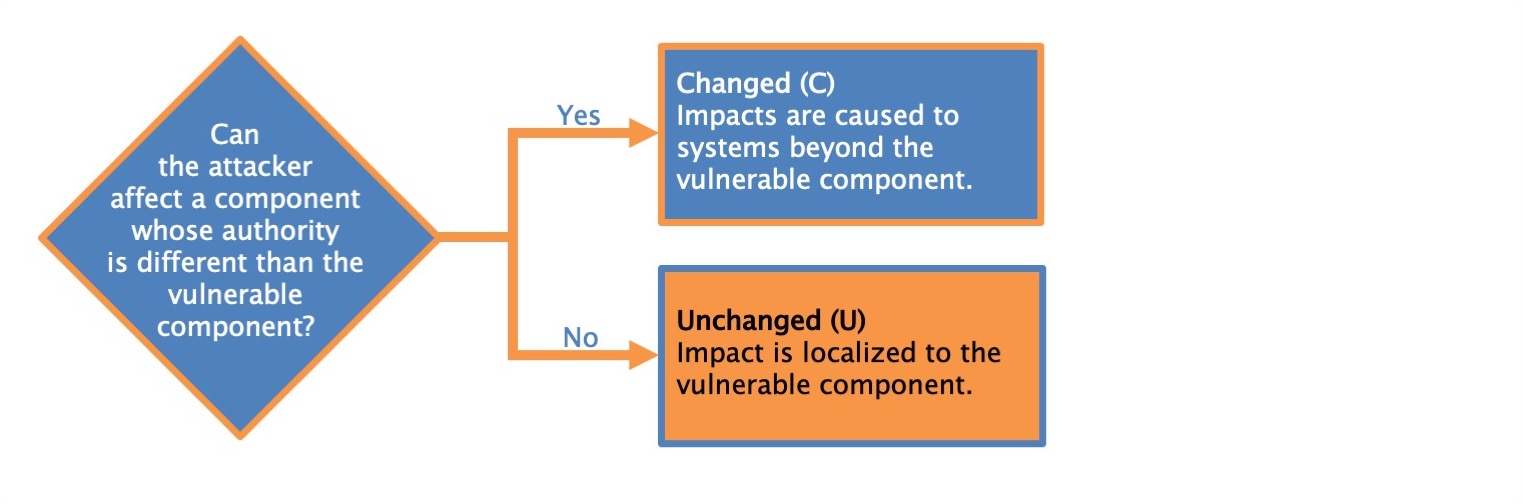 Can
the attacker
affect a component
whose authority
is different than the
vulnerable
component?
Yes
Changed (C)
Impacts are caused to
systems beyond the
vulnerable component.
No
Unchanged (U)
Impact is localized to the
vulnerable component.